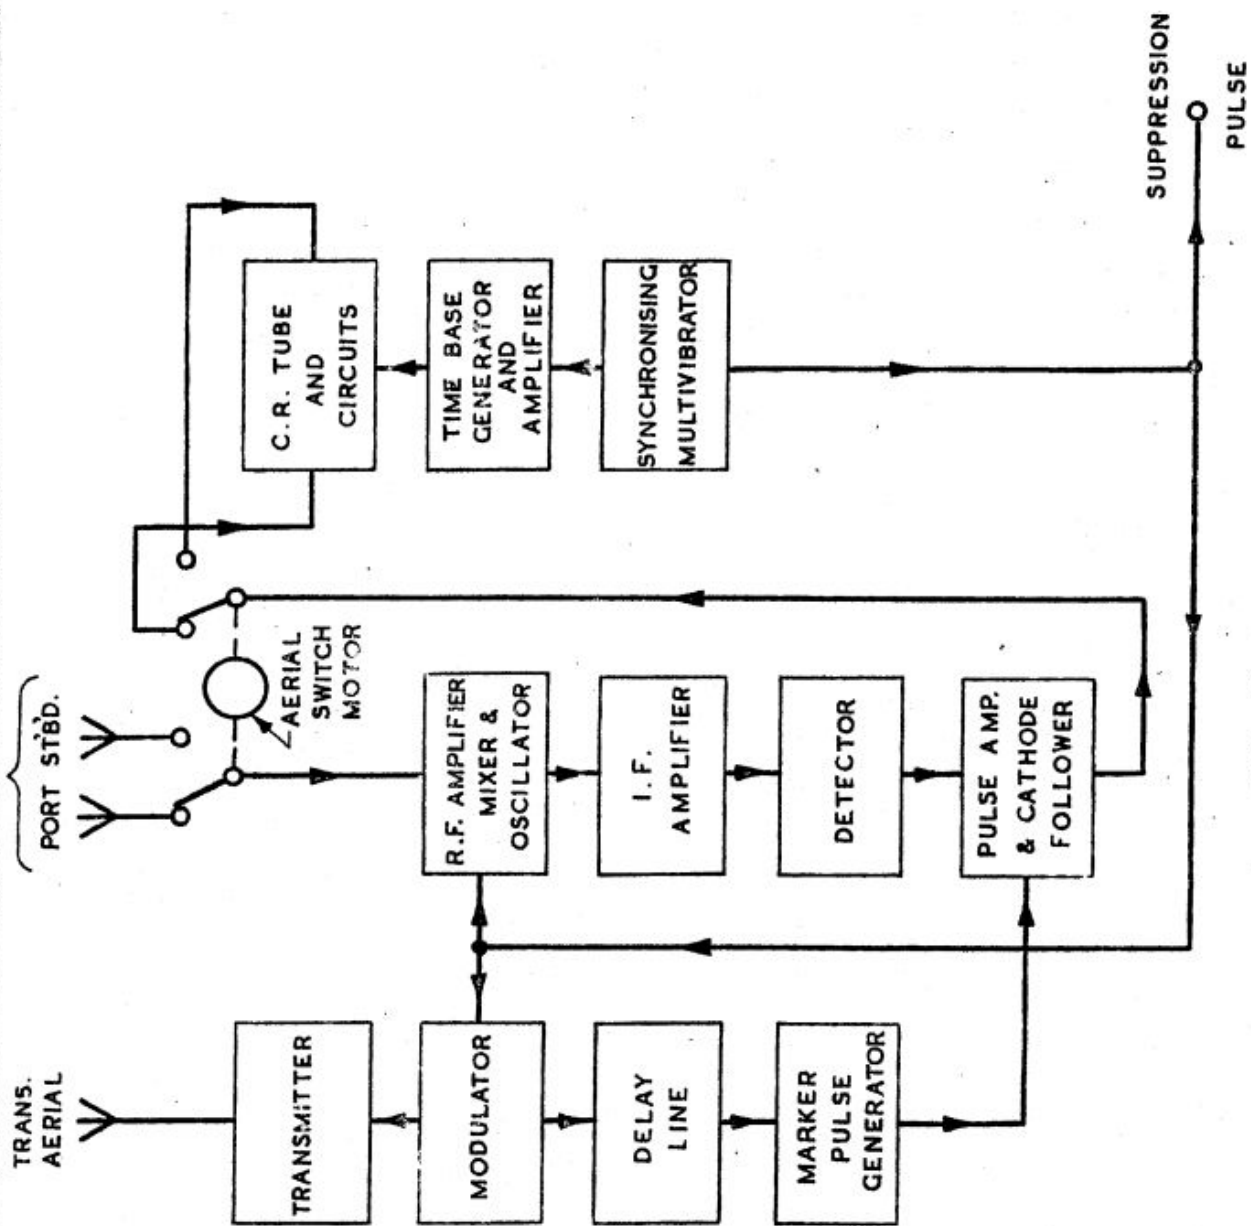 TRANS.
AERIAL
PORT ST'B'D.
AERIAL
SWITCH
MOTOR
TRANSMITTER
MODULATOR
DELAY
LINE
MARKER
PULSE
GENERATOR
R.F. AMPLIFIER
MIXER &
OSCILLATOR
I.F.
AMPLIFIER
DETECTOR
PULSE AMP.
& CATHODE
FOLLOWER
C.R. TUBE
AND
CIRCUITS
TIME BASE
GENERATOR
AND
AMPLIFIER
SYNCHRONISING
MULTIVIBRATOR
SUPPRESSION
PULSE